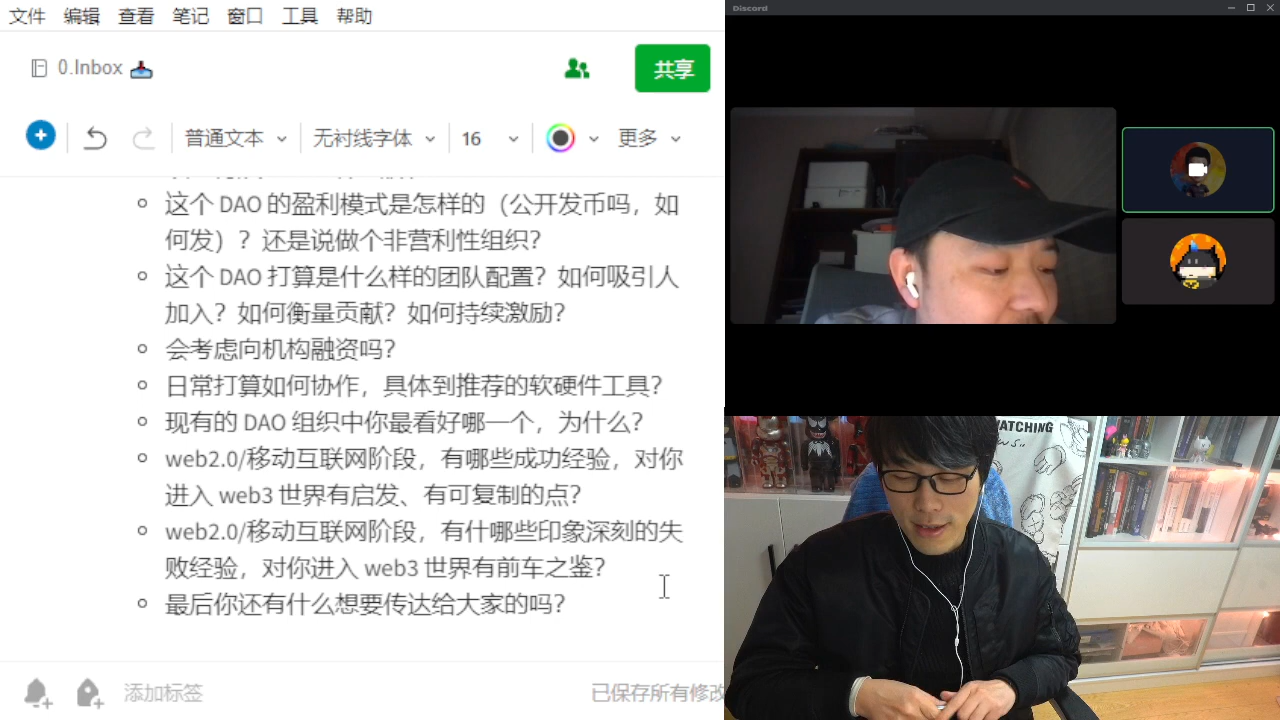 文件 编辑 查看 笔记 窗口 工具 帮助
0.Inbox
共享
普通文本 无衬线字体 16 更多
这个 DAO 的盈利模式是怎样的（公开发币吗，如
何发）？还是说做个非营利性组织？
这个 DAO 打算是什么样的团队配置？如何吸引人
加入？如何衡量贡献？如何持续激励？
会考虑向机构融资吗？
日常打算如何协作，具体到推荐的软硬件工具？
现有的 DAO 组织中你最看好哪一个，为什么？
web2.0/移动互联网阶段，有哪些成功经验，对你
进入 web3 世界有启发、有可复制的点？
web2.0/移动互联网阶段，有什哪些印象深刻的失
败经验，对你进入 web3 世界有前车之鉴？
最后你还有什么想要传达给大家的吗？
添加标签
已保存所有修改
Discord